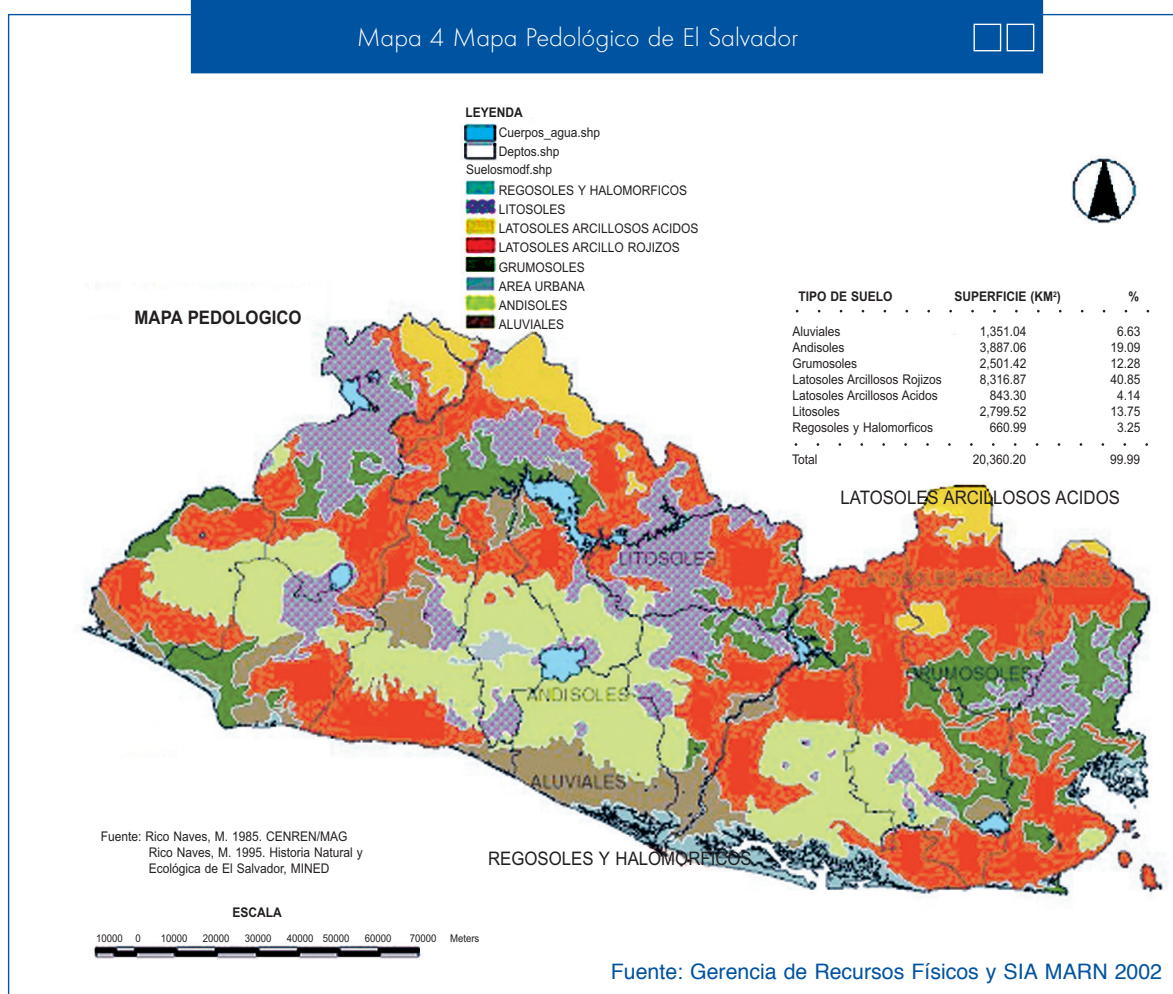 Mapa 4 Mapa Pedológico de El Salvador
LEYENDA
Cuerpos_agua.shp
Deptos.shp
Suelosmodf.shp
REGOSOLES Y HALOMORFICOS
LITOSOLES
LATOSOLES ARCILLOSOS ACIDOS
LATOSOLES ARCILLO ROJIZOS
GRUMOSOLES
AREA URBANA
ANDISOLES
ALUVIALES
MAPA PEDOLOGICO
TIPO DE SUELO SUPERFICIE (KM²) %
Aluviales 1,351.04 6.63
Andisoles 3,887.06 19.09
Grumosoles 2,501.42 12.28
Latosoles Arcillosos Rojizos 8,316.87 40.85
Latosoles Arcillosos Acidos 843.30 4.14
Litosoles 2,799.52 13.75
Regosoles y Halomorficos 660.99 3.25
Total 20,360.20 99.99
LATOSOLES ARCILLOSOS ACIDOS
LITOSOLES
LATOSOLES ARCILLO ROJIZOS
GRUMOSOLES
ANDISOLES
ALUVIALES
REGOSOLES Y HALOMORFICOS
Fuente: Rico Naves, M. 1985. CENREN/MAG
Rico Naves, M. 1995. Historia Natural y
Ecológica de El Salvador, MINED
ESCALA
10000 0 10000 20000 30000 40000 50000 60000 70000 Meters
Fuente: Gerencia de Recursos Físicos y SIA MARN 2002